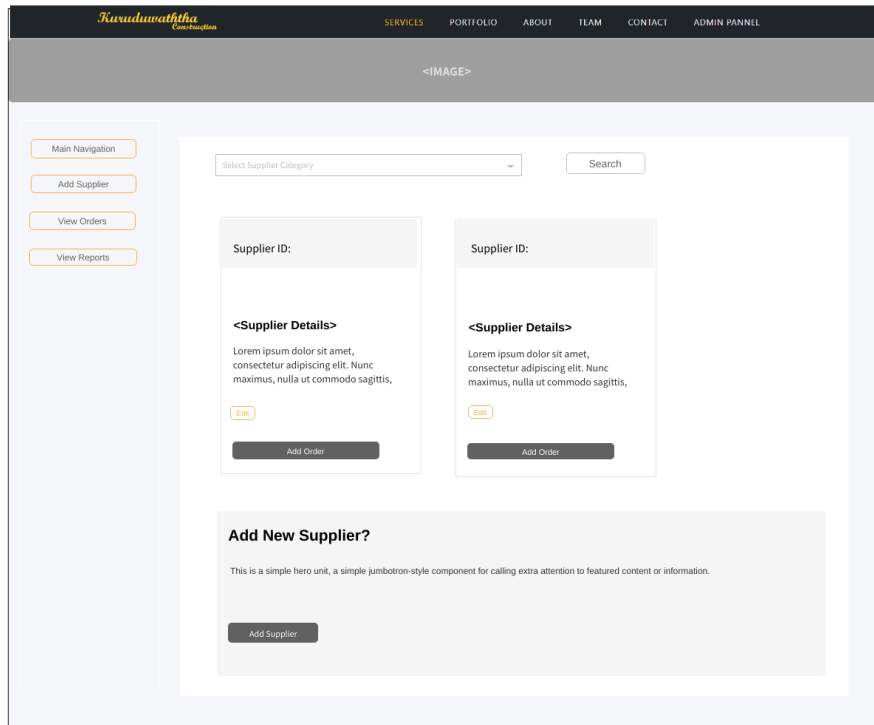 Kuruduwaththa
Construction
SERVICES PORTFOLIO ABOUT TEAM CONTACT ADMIN PANNEL
<IMAGE>
Main Navigation
Add Supplier
View Orders
View Reports
Select Supplier Category
Search
Supplier ID:
<Supplier Details>
Lorem ipsum dolor sit amet,
consectetur adipiscing elit. Nunc
maximus, nulla ut commodo sagittis,
Edit
Add Order
Supplier ID:
<Supplier Details>
Lorem ipsum dolor sit amet,
consectetur adipiscing elit. Nunc
maximus, nulla ut commodo sagittis,
Edit
Add Order
Add New Supplier?
This is a simple hero unit, a simple jumbotron-style component for calling extra attention to featured content or information.
Add Supplier